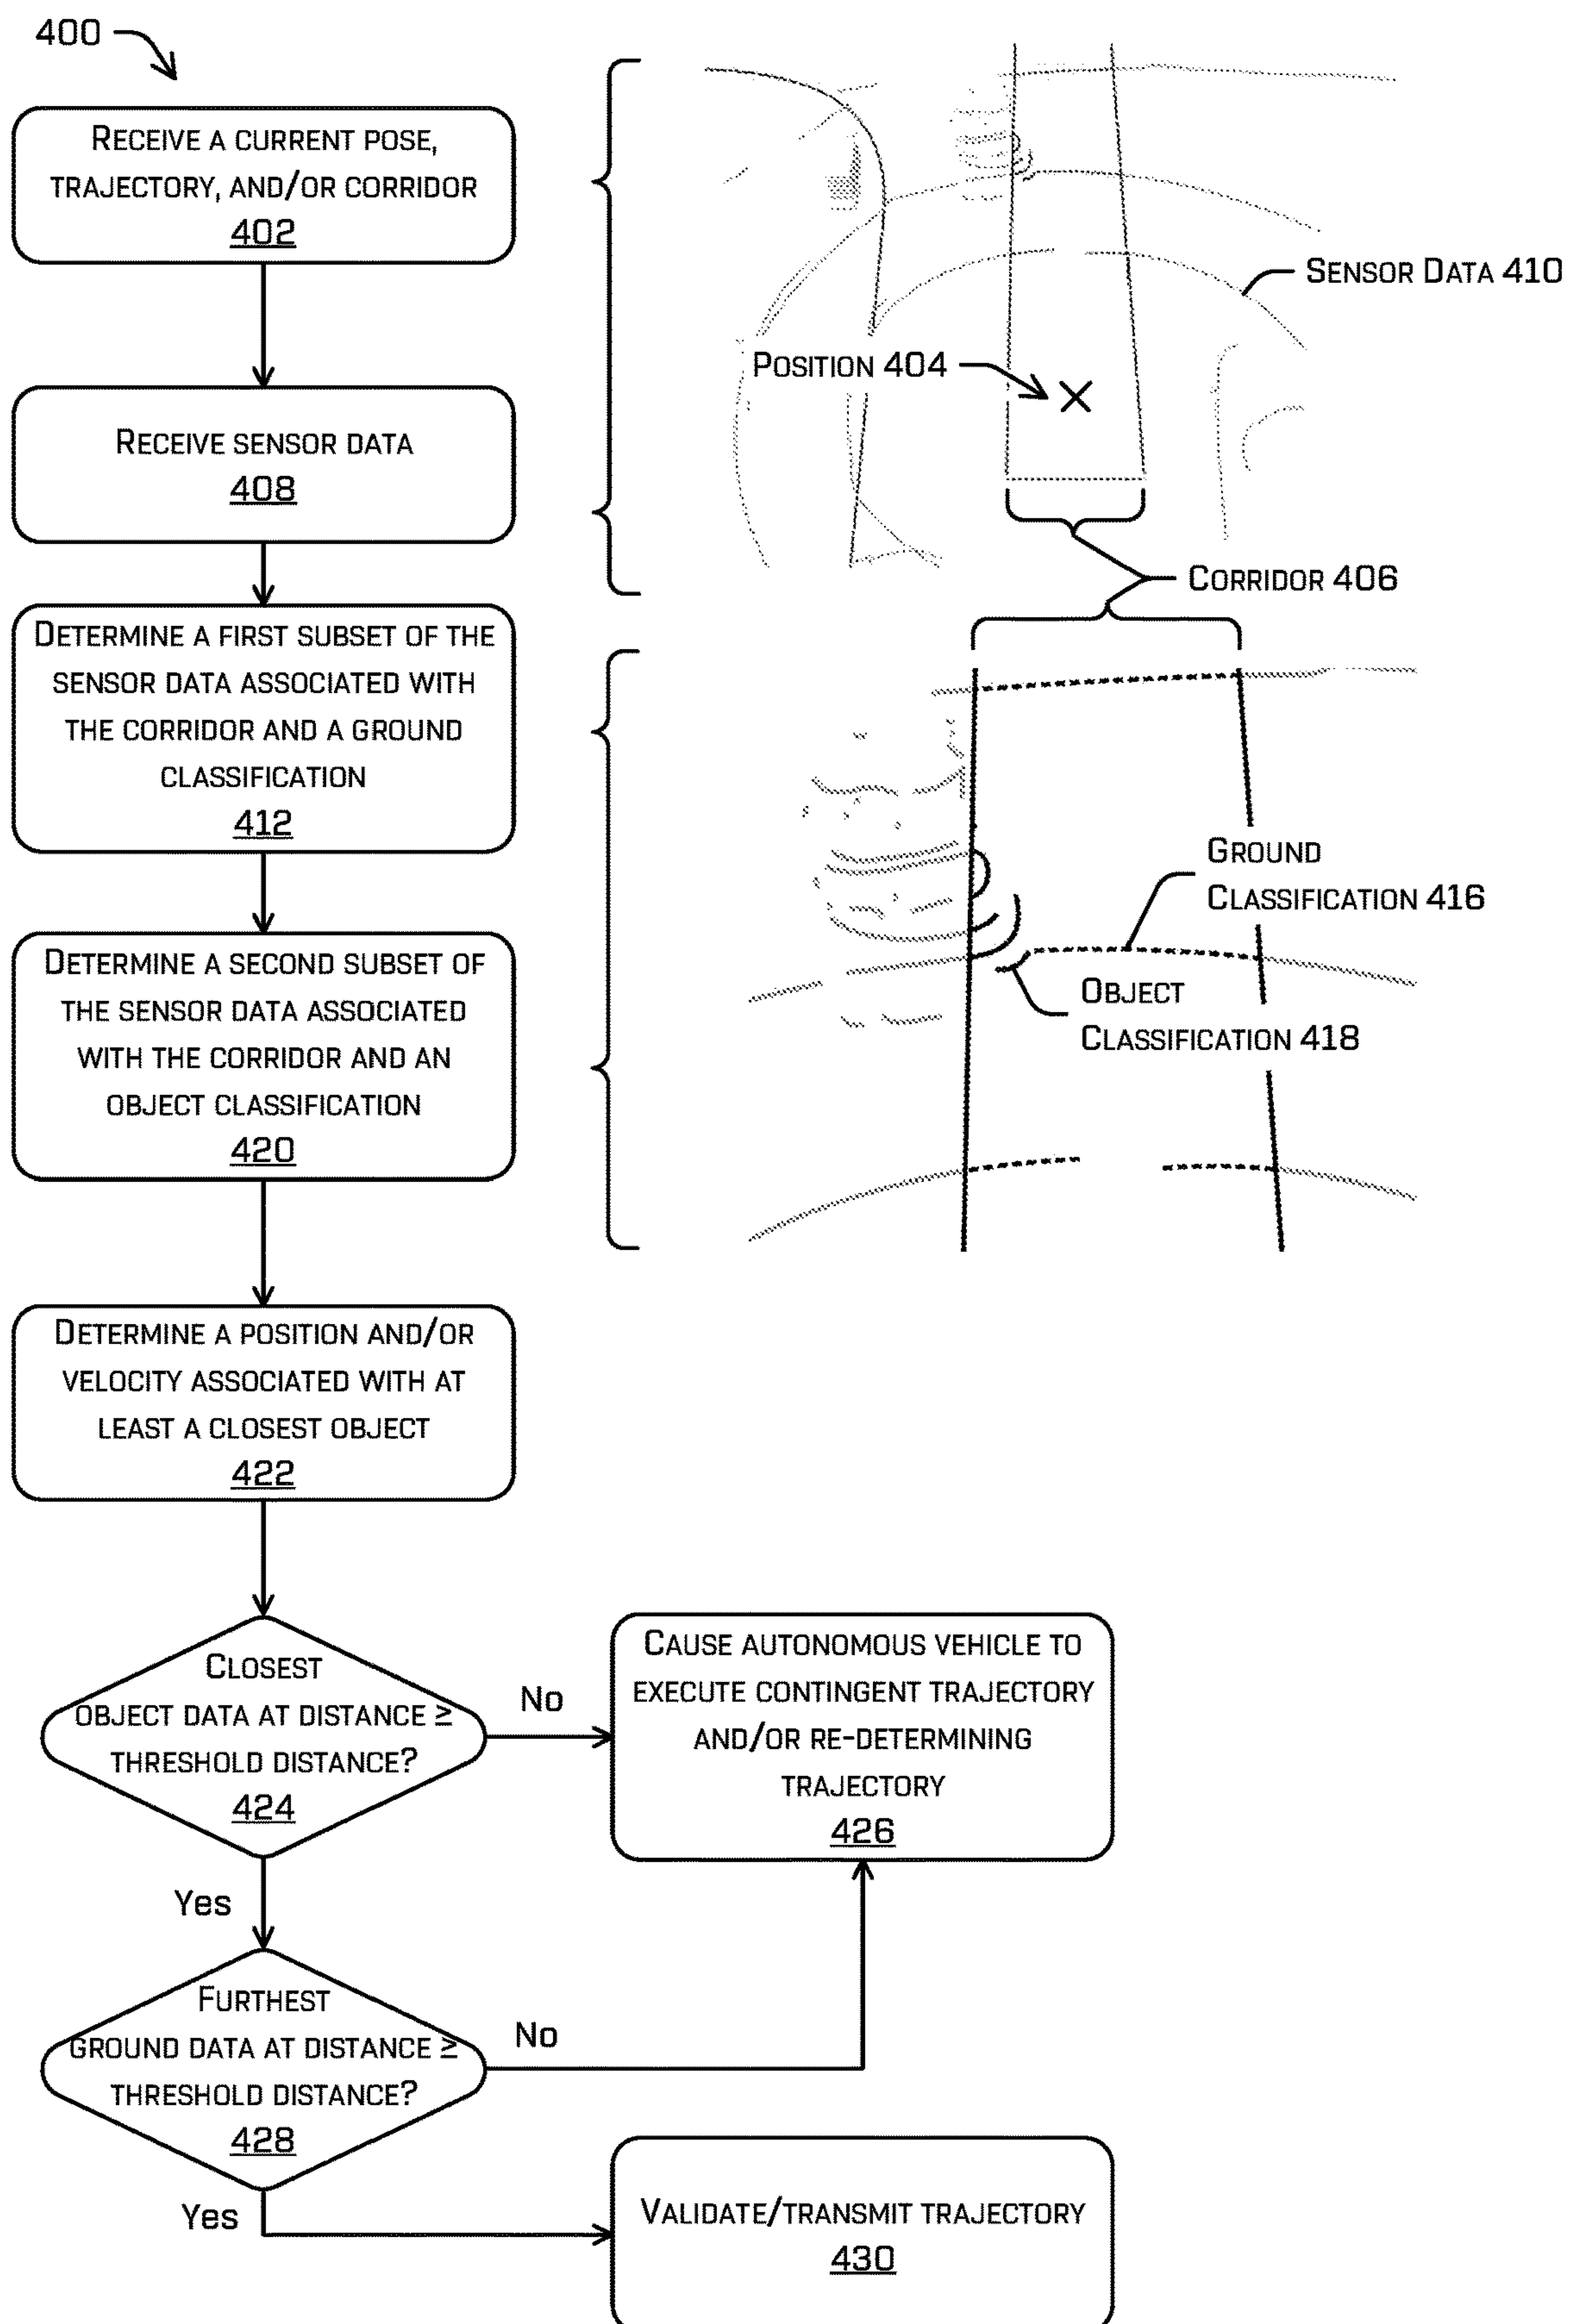 400
Receive a current pose,
trajectory, and/or corridor
402
Sensor Data 410
Position 404
Receive sensor data
408
Corridor 406
Determine a first subset of the
sensor data associated with
the corridor and a ground
classification
412
Ground
Classification 416
Object
Classification 418
Determine a second subset of
the sensor data associated
with the corridor and an
object classification
420
Determine a position and/or
velocity associated with at
least a closest object
422
Closest
object data at distance ≥
threshold distance?
424
No
Cause autonomous vehicle to
execute contingent trajectory
and/or re-determining
trajectory
426
Yes
Furthest
ground data at distance ≥
threshold distance?
428
No
Yes
Validate/transmit trajectory
430